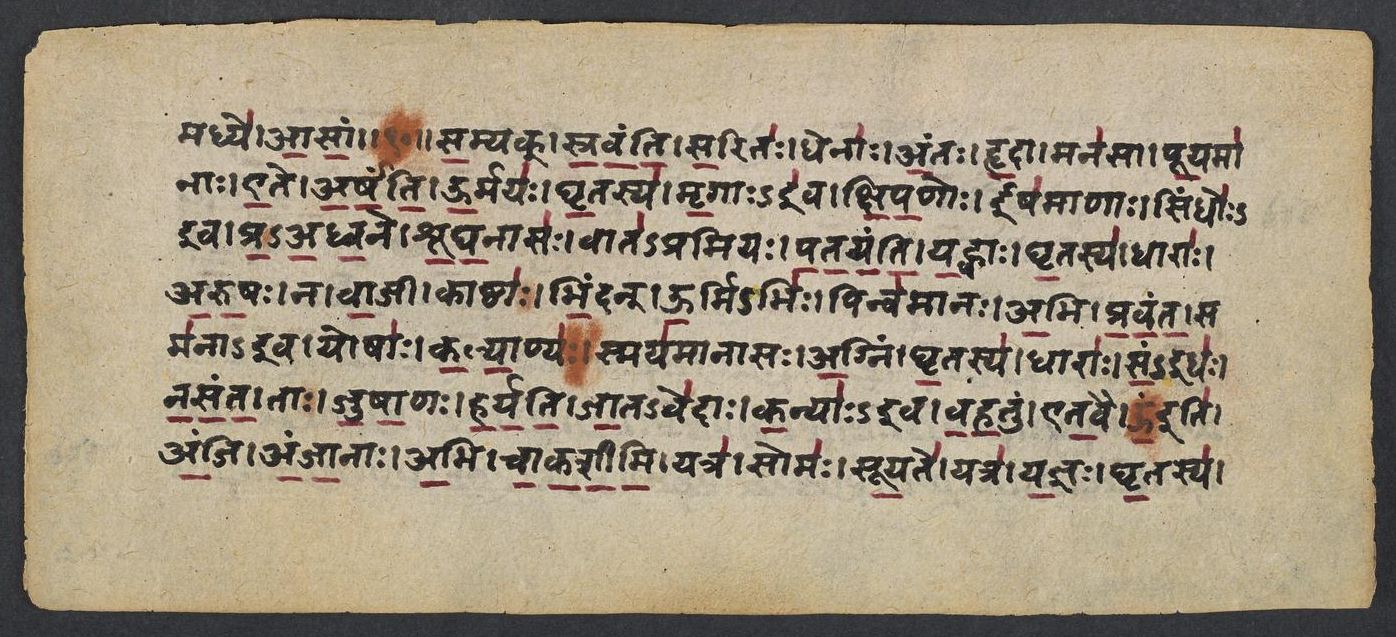 मध्ये।आसां।।१०॥सम्यक्।स्रवंति।सरितः।धेनाः।अंतः।हृदा।मनसा।पूयमा
नाः।एते।अर्षंति।ऊर्मयः।घृतस्य।मृगाःऽइव।क्षिपणोः।ईषमाणाः।सिंधोःऽ
इव।प्रऽअध्वने।शूघनासः।वातऽप्रमियः।पतयंति।यह्वाः।घृतस्य।धाराः।
अरुषः।न।वाजी।काष्ठाः।भिंदन्।ऊर्मिऽभिः।पिन्वमानः।अभि।प्रवंत।स
मनाऽइव।योषाः।कल्याण्यः।स्मयमानासः।अग्निं।घृतस्य।धाराः।संऽइधः।
नसंत।ताः।जुषाणः।हर्यति।जातऽवेदाः।कन्याःऽइव।वहतुं।एतवै।ऊंइति।
अंजि।अंजानाः।अभि।चाकशीमि।यत्र।सोमः।सूयते।यत्र।यज्ञः।घृतस्य।